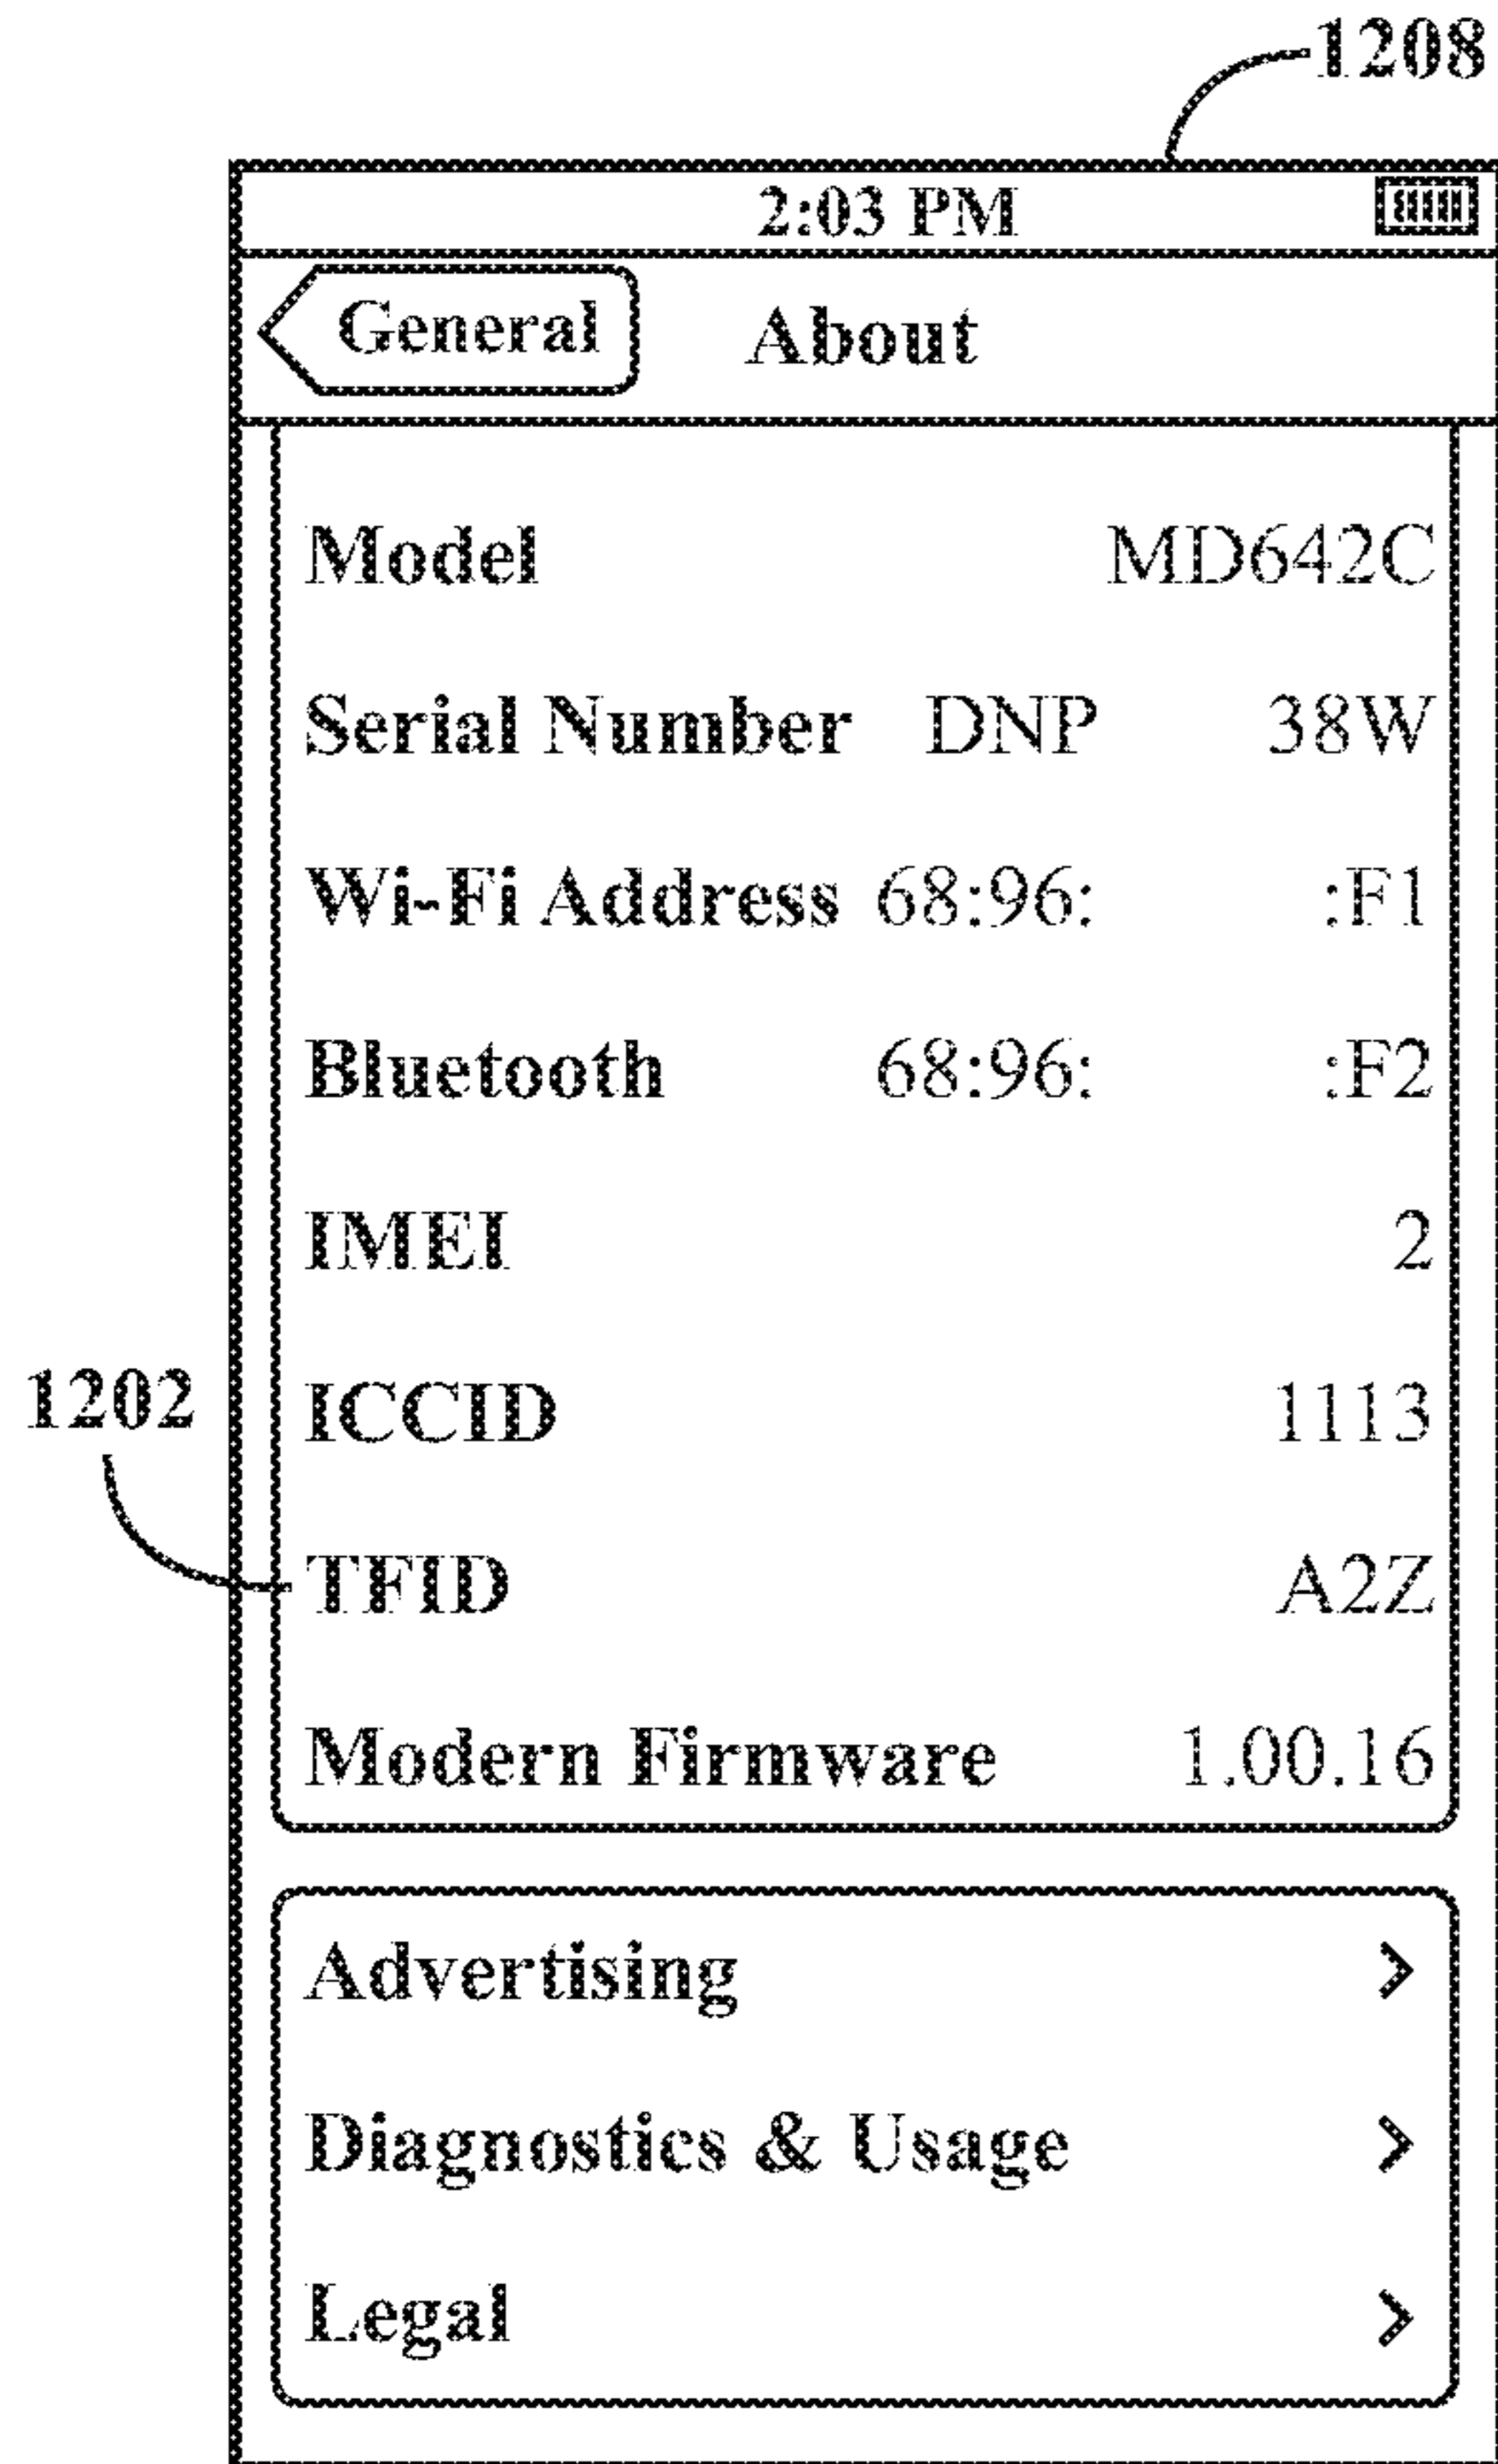 1208
2:03 PM
General About
Model MD642C
Serial Number DNP 38W
Wi-Fi Address 68:96: :F1
Bluetooth 68:96: :F2
IMEI 2
1202 ICCID 1113
TFID A2Z
Modern Firmware 1.00.16
Advertising >
Diagnostics & Usage >
Legal >